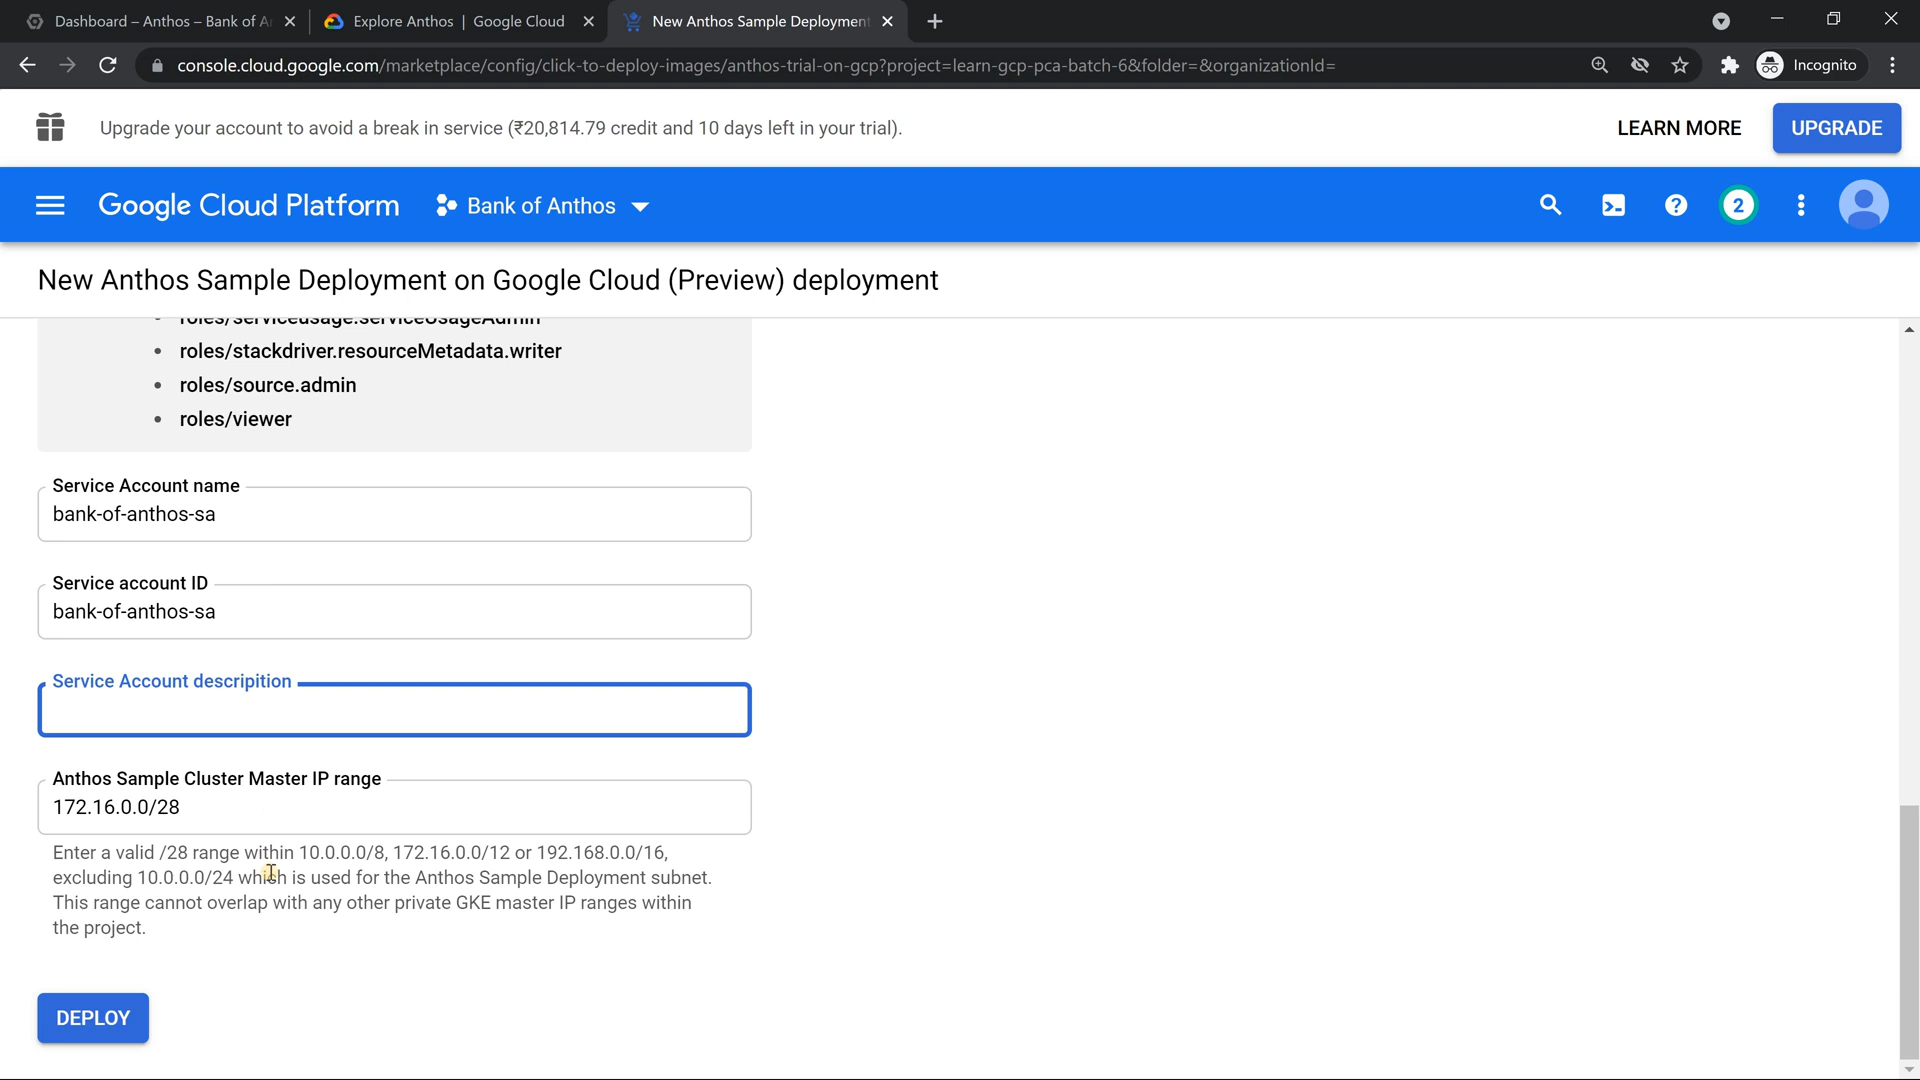 Dashboard – Anthos – Bank of A
Explore Anthos | Google Cloud
New Anthos Sample Deployment
console.cloud.google.com/marketplace/config/click-to-deploy-images/anthos-trial-on-gcp?project=learn-gcp-pca-batch-6&folder=&organizationId=
Incognito
Upgrade your account to avoid a break in service (₹20,814.79 credit and 10 days left in your trial).
LEARN MORE
UPGRADE
Google Cloud Platform
Bank of Anthos
2
New Anthos Sample Deployment on Google Cloud (Preview) deployment
roles/serviceusage.serviceUsageAdmin
• roles/stackdriver.resourceMetadata.writer
• roles/source.admin
• roles/viewer
Service Account name
bank-of-anthos-sa
Service account ID
bank-of-anthos-sa
Service Account descripition
Anthos Sample Cluster Master IP range
172.16.0.0/28
Enter a valid /28 range within 10.0.0.0/8, 172.16.0.0/12 or 192.168.0.0/16,
excluding 10.0.0.0/24 which is used for the Anthos Sample Deployment subnet.
This range cannot overlap with any other private GKE master IP ranges within
the project.
DEPLOY